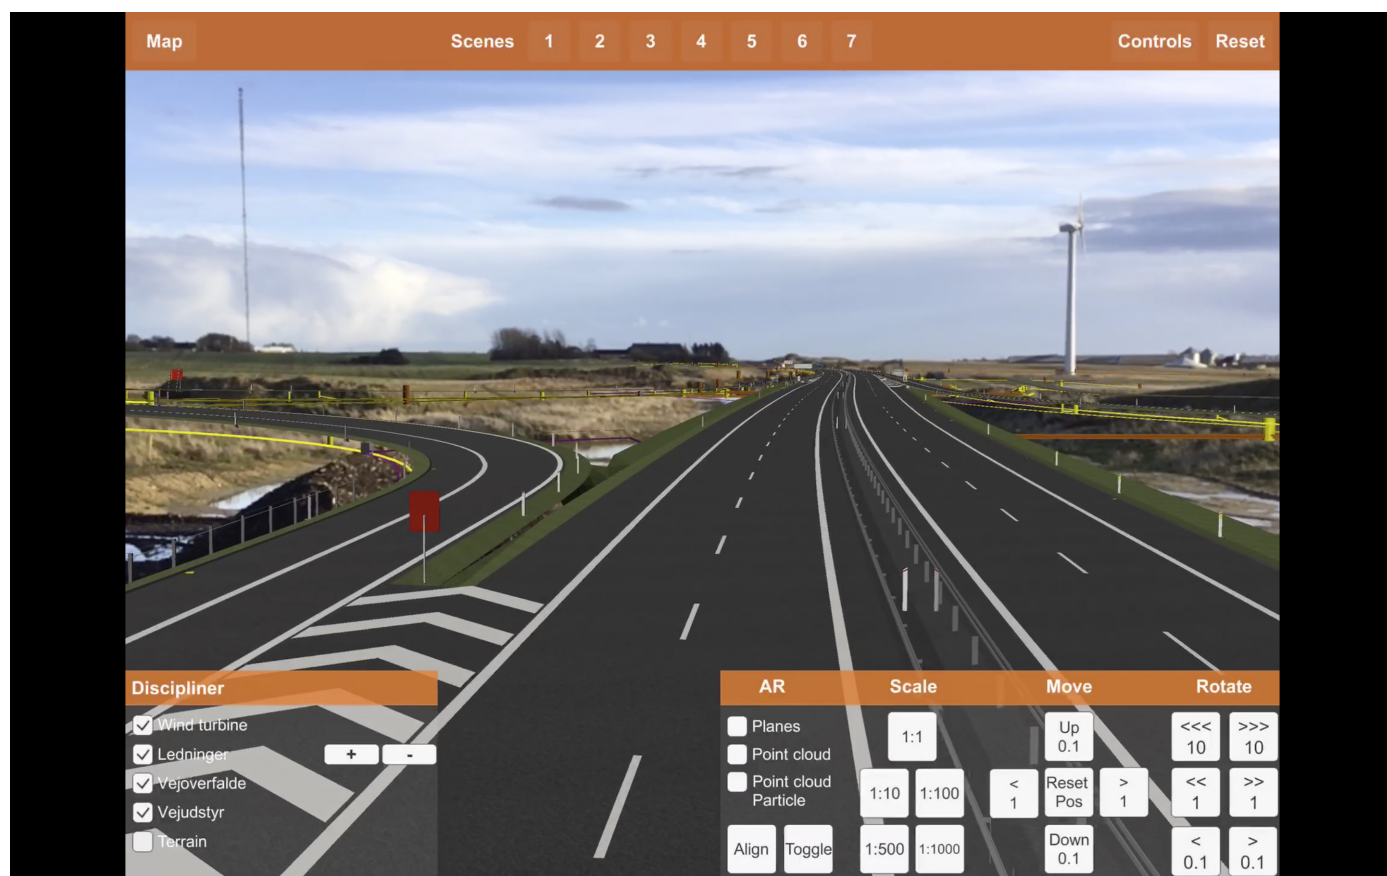 Map Scenes 1 2 3 4 5 6 7 Controls Reset
Discipliner
Wind turbine
Ledninger + -
Vejoverfalde
Vejudstyr
Terrain
AR Scale Move Rotate
Planes
Point cloud
Point cloud
Particle
Align Toggle
1:1
1:10 1:100
1:500 1:1000
Up
0.1
<
1
Reset
Pos
>
1
Down
0.1
<<<
10
>>>
10
<<
1
>>
1
<
0.1
>
0.1